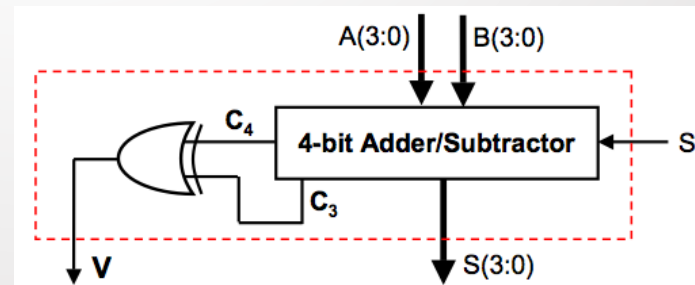 A(3:0) B(3:0)
C4
4-bit Adder/Subtractor
S
C3
V
S(3:0)